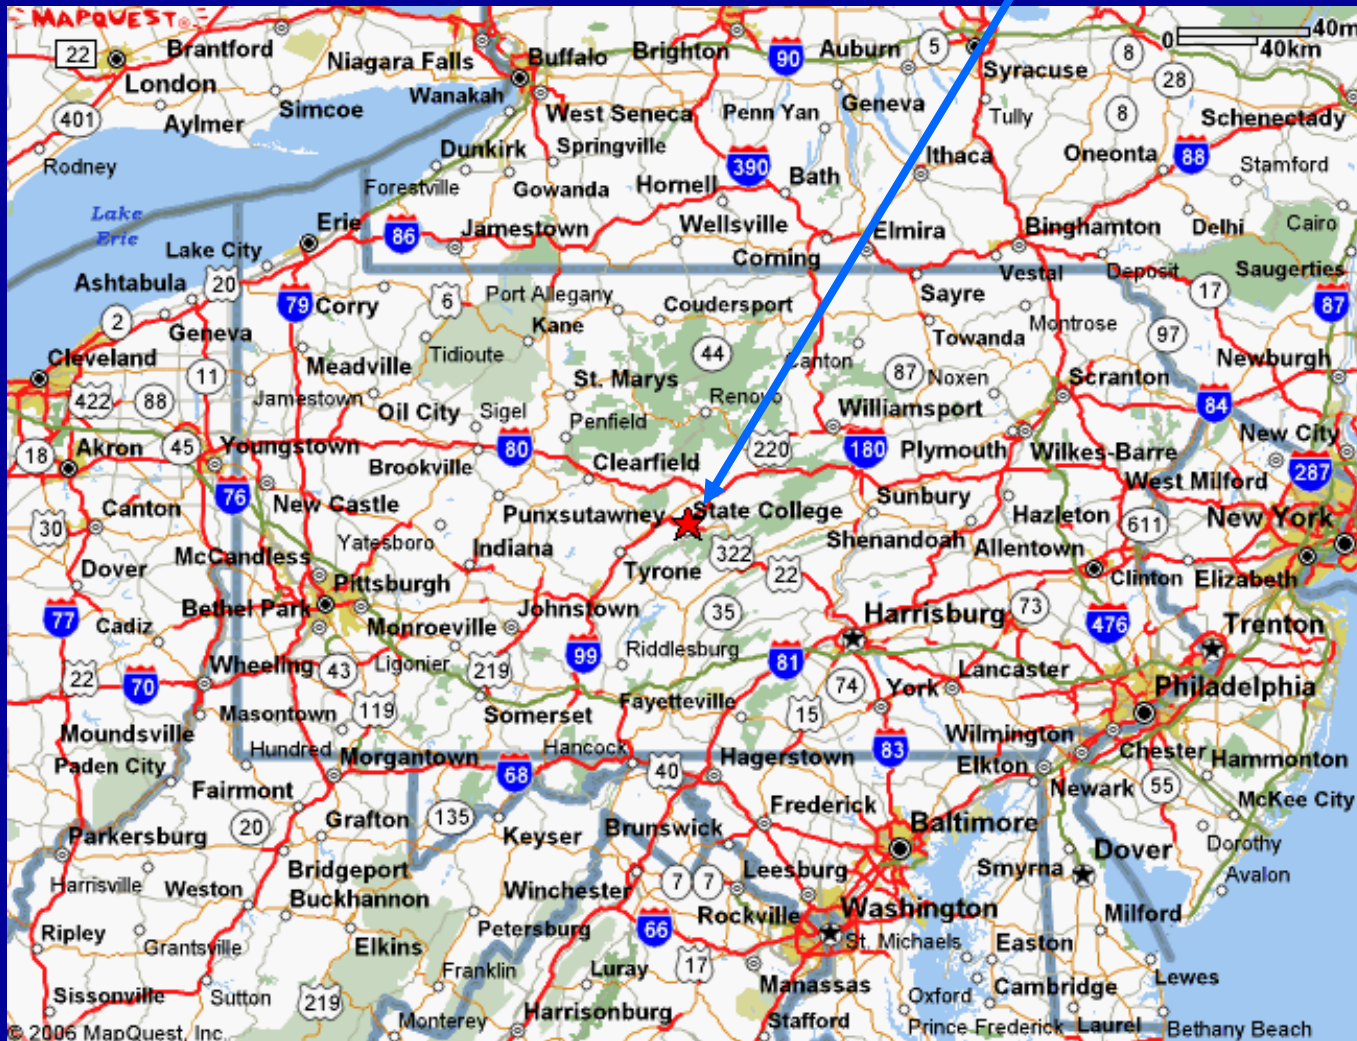 MAPQUEST®
40m
0
40km
22
Brantford
Niagara Falls
Buffalo
Brighton
90
Auburn
5
Syracuse
8
28
London
Simcoe
Wanakah
West Seneca
Penn Yan
Geneva
Tully
8
Schenectady
401
Aylmer
Rodney
Dunkirk
Springville
390
Ithaca
Oneonta
88
Stamford
Forestville
Gowanda
Hornell
Bath
Lake
Erie
Erie
86
Jamestown
Wellsville
Elmira
Binghamton
Delhi
Cairo
Lake City
Corning
Vestal
Deposit
Saugerties
Ashtabula
20
79
Corry
6
Port Allegany
Coudersport
Sayre
17
87
2
Geneva
Kane
Towanda
Montrose
97
Cleveland
Meadville
Tidioute
44
Canton
87
Noxen
Scranton
Newburgh
422
88
11
Jamestown
Oil City
Sigel
St. Marys
Renovo
Penfield
Williamsport
84
New City
18
Akron
45
Youngstown
80
Brookville
Clearfield
220
180
Plymouth
Wilkes-Barre
287
76
New Castle
West Milford
Canton
30
Punxsutawney
State College
Sunbury
Hazleton
611
New York
Yatesboro
Indiana
322
Shenandoah
Allentown
McCandless
Dover
Pittsburgh
Tyrone
22
Clinton
Elizabeth
77
Bethel Park
Johnstown
35
Harrisburg
73
476
Trenton
Cadiz
Monroeville
Ligonier
219
99
Riddlesburg
81
Lancaster
22
70
Wheeling
43
119
Fayetteville
74
York
Philadelphia
Masontown
Somerset
15
Moundsville
Hundred
Morgantown
Hancock
Hagerstown
83
Wilmington
Chester
Hammonton
Paden City
68
40
Elkton
Newark
55
Fairmont
McKee City
Frederick
Parkersburg
20
Grafton
135
Keyser
Brunswick
Baltimore
Dorothy
Harrisville
Bridgeport
Leesburg
Smyrna
Dover
Avalon
Weston
Buckhannon
Winchester
7
7
Rockville
Washington
Milford
Ripley
Grantsville
Elkins
Petersburg
66
St. Michaels
Easton
Franklin
Luray
17
Lewes
Sissonville
Sutton
219
Manassas
Oxford
Cambridge
Monterey
Harrisonburg
Stafford
Prince Frederick
Laurel
Bethany Beach
© 2006 MapQuest, Inc.